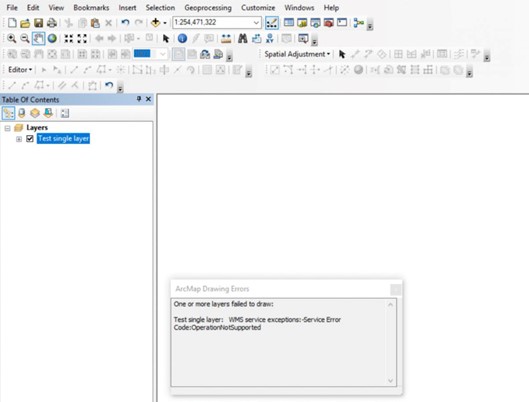 File Edit View Bookmarks Insert Selection Geoprocessing Customize Windows Help
1:254,471,322
Spatial Adjustment
Editor
Table Of Contents
Layers
Test single layer
ArcMap Drawing Errors
One or more layers failed to draw:
Test single layer: WMS service exceptions:-Service Error
Code:OperationNotSupported